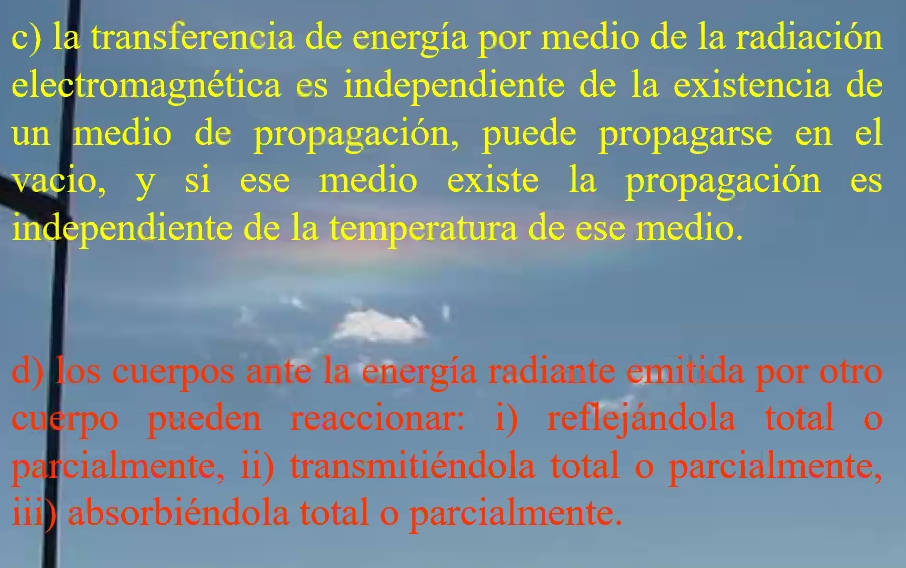 c) la transferencia de energía por medio de la radiación
electromagnética es independiente de la existencia de
un medio de propagación, puede propagarse en el
vacio, y si ese medio existe la propagación es
independiente de la temperatura de ese medio.
d) los cuerpos ante la energía radiante emitida por otro
cuerpo pueden reaccionar: i) reflejándola total o
parcialmente, ii) transmitiéndola total o parcialmente,
iii) absorbiéndola total o parcialmente.